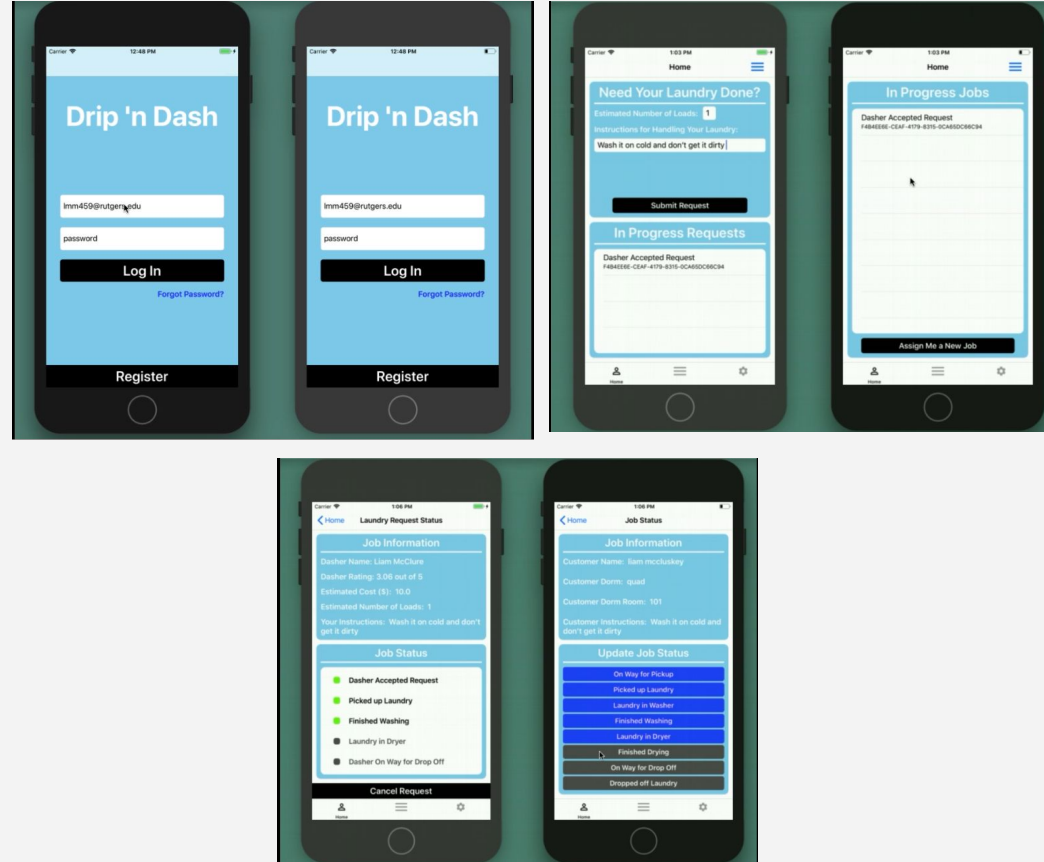 Carrier 12:48 PM
Drip 'n Dash
lmm459@rutgers.edu
password
Log In
Forgot Password?
Register
Carrier 12:48 PM
Drip 'n Dash
lmm459@rutgers.edu
password
Log In
Forgot Password?
Register
Carrier 1:03 PM
Home
Need Your Laundry Done?
Estimated Number of Loads: 1
Instructions for Handling Your Laundry:
Wash it on cold and don't get it dirty
Submit Request
In Progress Requests
Dasher Accepted Request
F4B4EE6E-CEAF-4179-8315-0CA65DC66C94
Home
Carrier 1:03 PM
Home
In Progress Jobs
Dasher Accepted Request
F4B4EE6E-CEAF-4179-8315-0CA65DC66C94
Assign Me a New Job
Home
Carrier 1:06 PM
Home Laundry Request Status
Job Information
Dasher Name: Liam McClure
Dasher Rating: 3.06 out of 5
Estimated Cost ($): 10.0
Estimated Number of Loads: 1
Your Instructions: Wash it on cold and don't
get it dirty
Job Status
Dasher Accepted Request
Picked up Laundry
Finished Washing
Laundry in Dryer
Dasher On Way for Drop Off
Cancel Request
Home
Carrier 1:06 PM
Home Job Status
Job Information
Customer Name: liam mccluskey
Customer Dorm: quad
Customer Dorm Room: 101
Customer Instructions: Wash it on cold and
don't get it dirty
Update Job Status
On Way for Pickup
Picked up Laundry
Laundry in Washer
Finished Washing
Laundry in Dryer
Finished Drying
On Way for Drop Off
Dropped off Laundry
Home